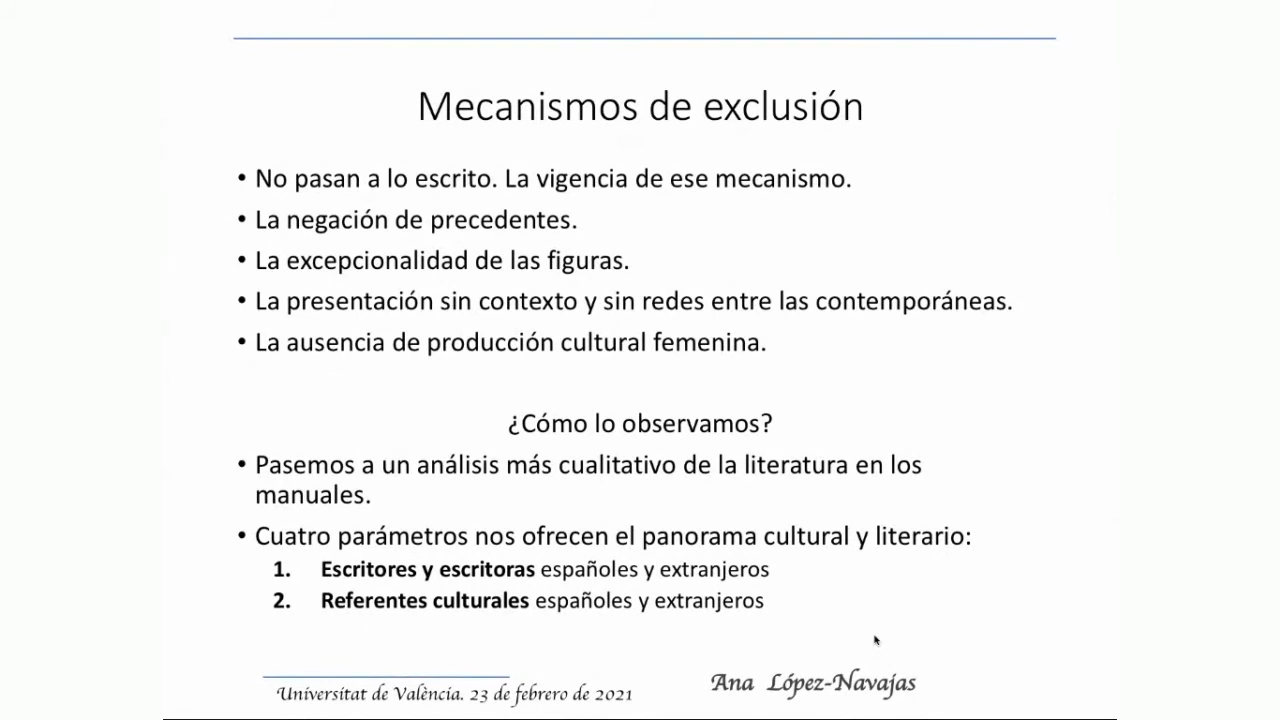 Mecanismos de exclusión
• No pasan a lo escrito. La vigencia de ese mecanismo.
• La negación de precedentes.
• La excepcionalidad de las figuras.
• La presentación sin contexto y sin redes entre las contemporáneas.
• La ausencia de producción cultural femenina.
¿Cómo lo observamos?
• Pasemos a un análisis más cualitativo de la literatura en los
manuales.
• Cuatro parámetros nos ofrecen el panorama cultural y literario:
1. Escritores y escritoras españoles y extranjeros
2. Referentes culturales españoles y extranjeros
Universitat de València. 23 de febrero de 2021
Ana López-Navajas